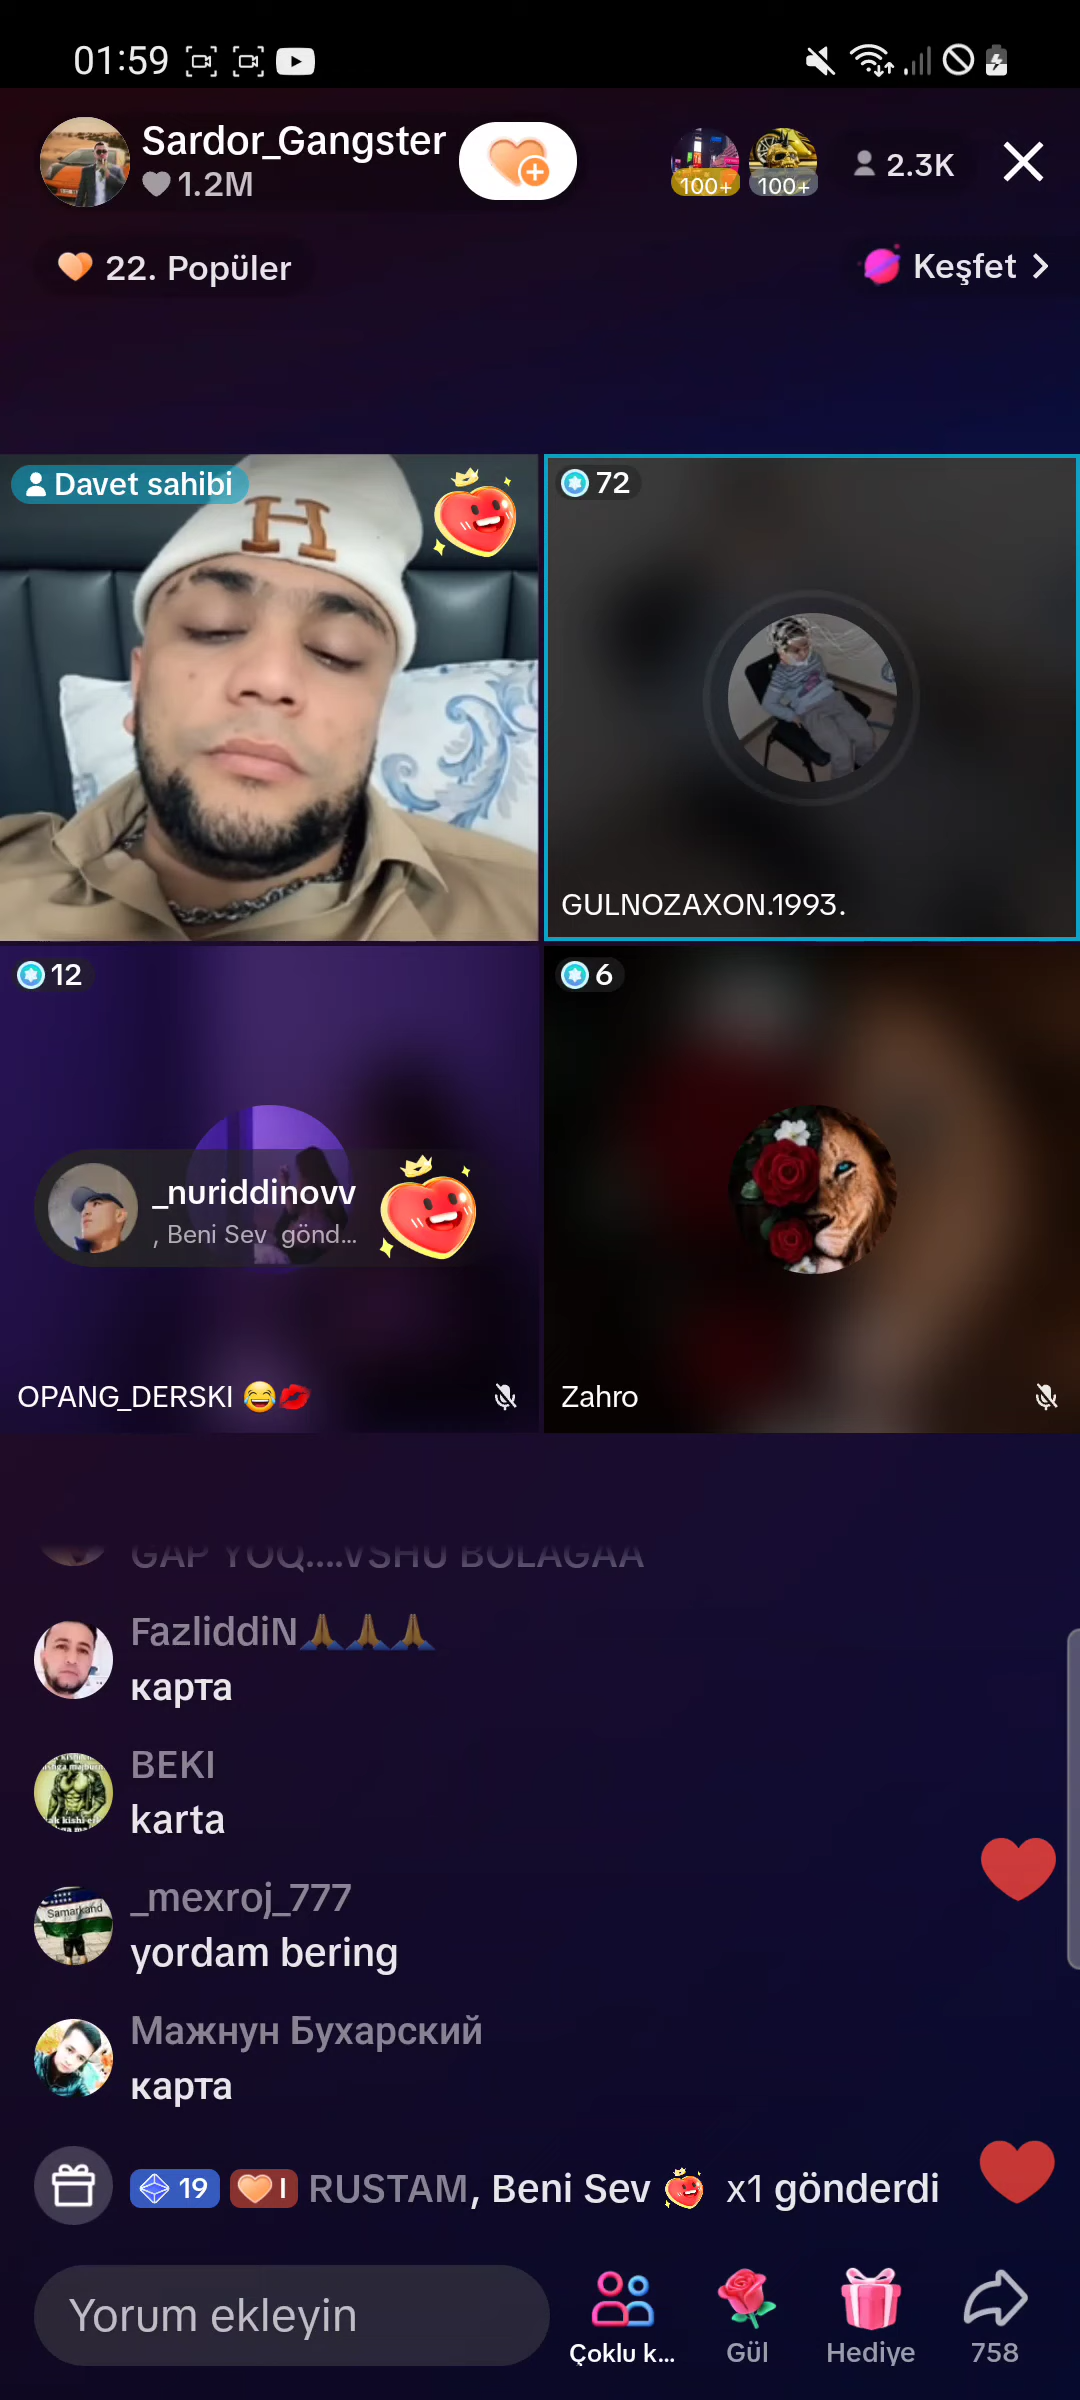 01:59
Sardor_Gangster
1.2M
100+
100+
2.3K
22. Popüler
Keşfet
Davet sahibi
H
72
GULNOZAXON.1993.
12
6
_nuriddinovv
, Beni Sev gönd...
OPANG_DERSKI 😂💋
Zahro
GAP YOQ....VSHU BOLAGAA
FazliddiN🙏🏾🙏🏾🙏🏾
карта
BEKI
karta
_mexroj_777
Samarkand
yordam bering
Мажнун Бухарский
карта
19 I RUSTAM, Beni Sev x1 gönderdi
Yorum ekleyin
Çoklu k...
Gül
Hediye
758